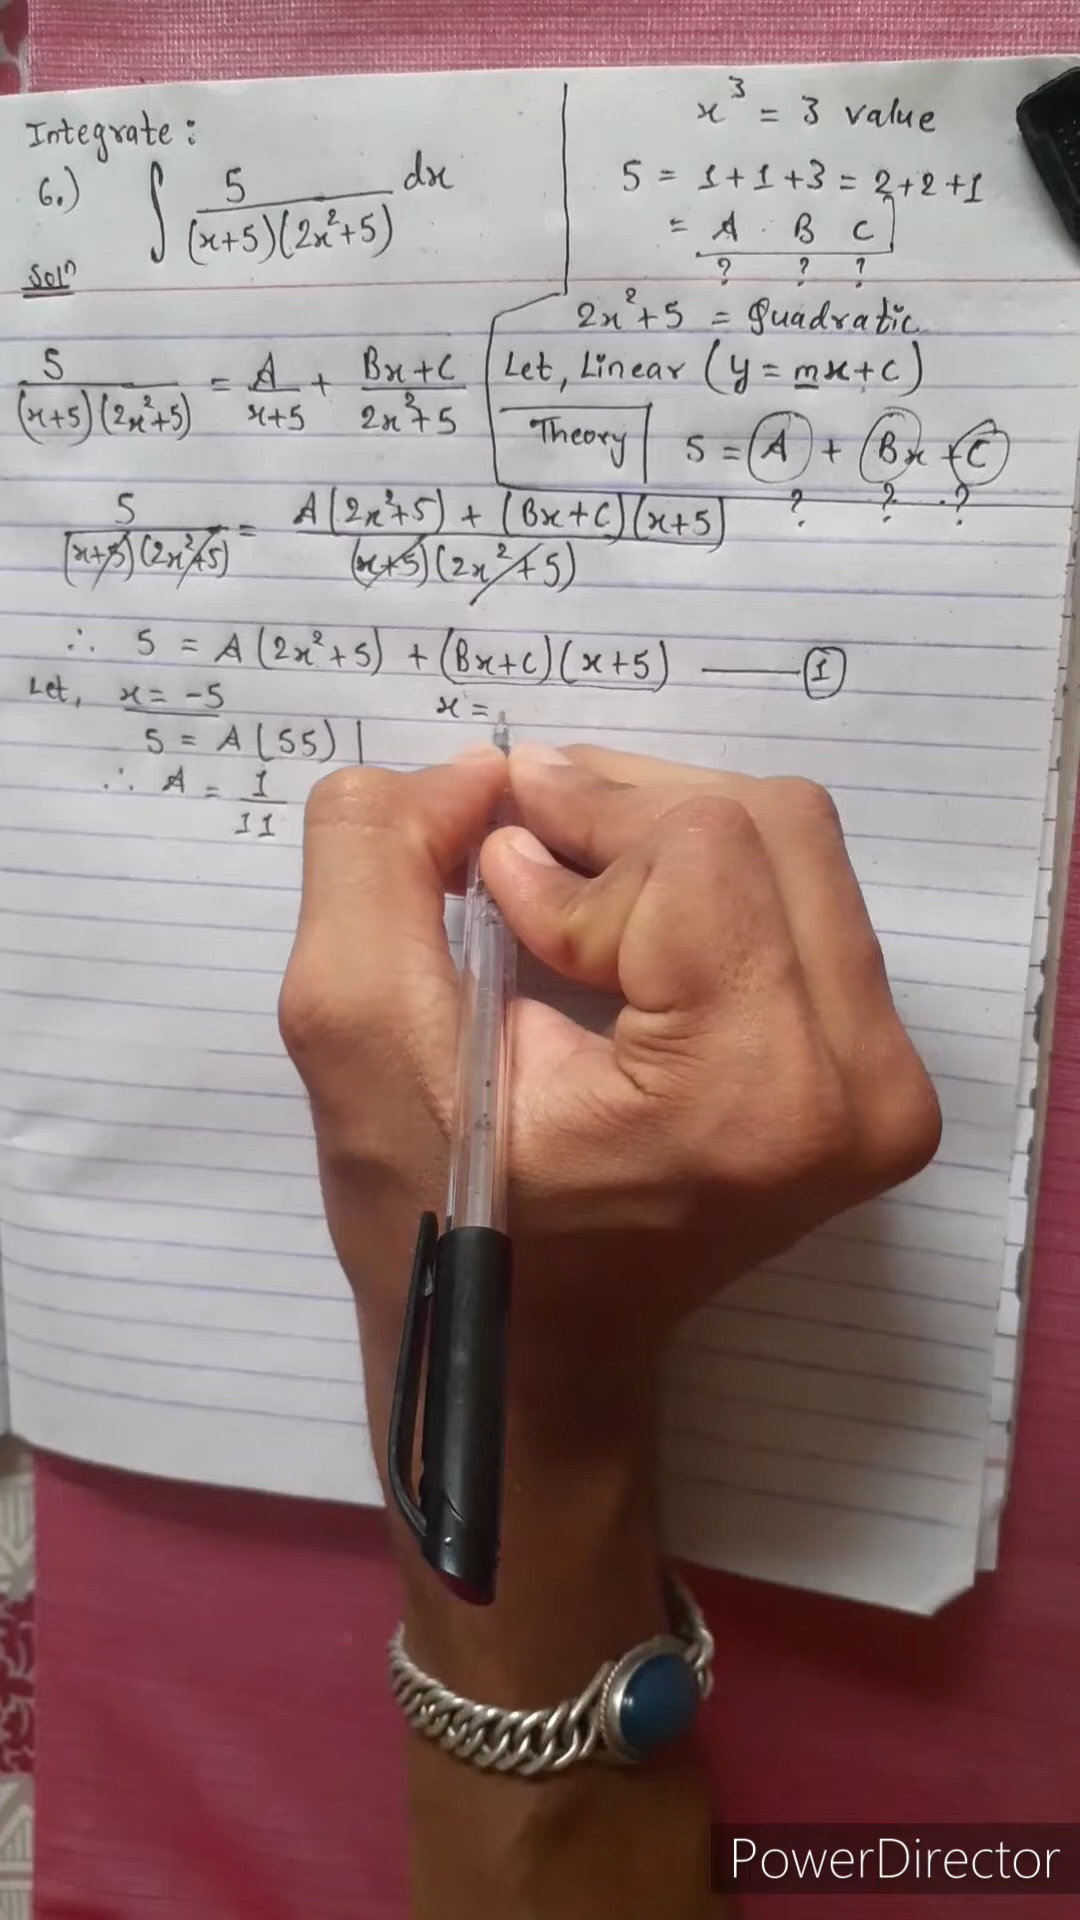 Integrate:
6.) ∫ 5/((x+5)(2x²+5)) dx
Solⁿ
x³ = 3 value
5 = 1+1+3 = 2+2+1
= A . B C
? ? ?
2x²+5 = Quadratic
Let, Linear (y = mx+c)
Theory 5 = A + Bx + C
? ? ?
5/((x+5)(2x²+5)) = A/(x+5) + (Bx+C)/(2x²+5)
5/((x+5)(2x²+5)) = (A(2x²+5) + (Bx+C)(x+5))/((x+5)(2x²+5))
∴ 5 = A(2x²+5) + (Bx+C)(x+5) —— 1
Let, x = -5
x =
5 = A(55)
∴ A = 1/11
PowerDirector